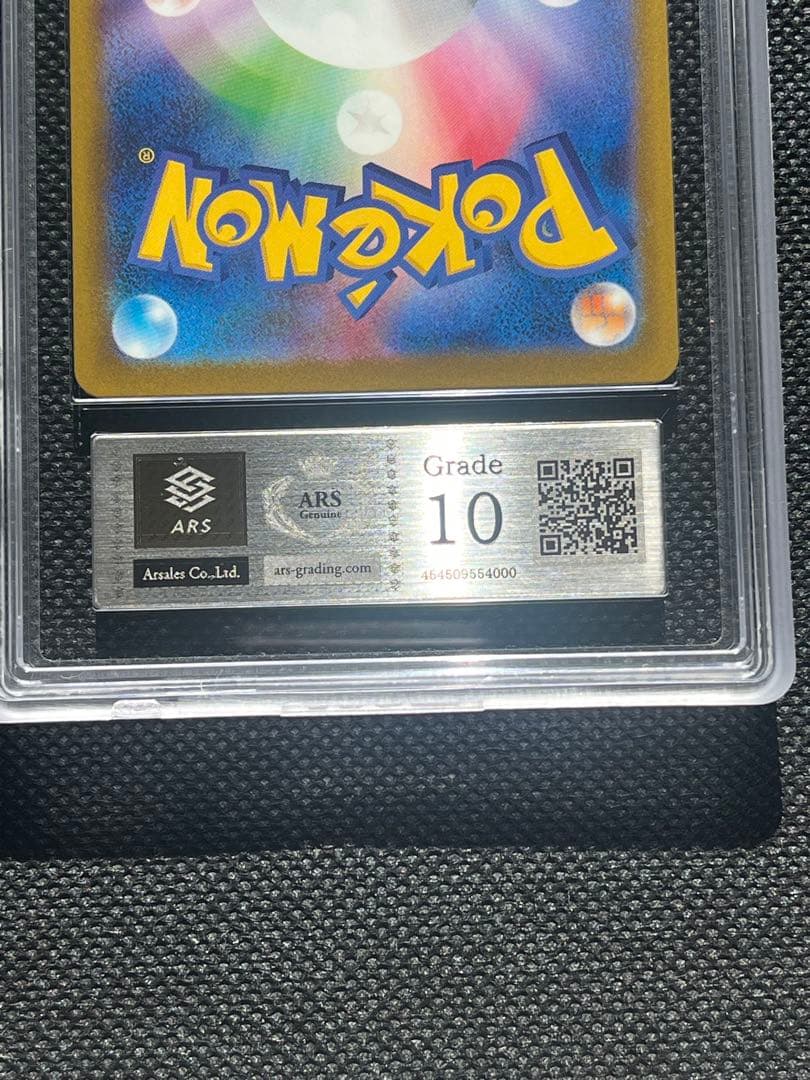 POKéMON
®
ARS
ARS
Genuine
Grade
10
Arsales Co.,Ltd.
ars-grading.com
464509554000